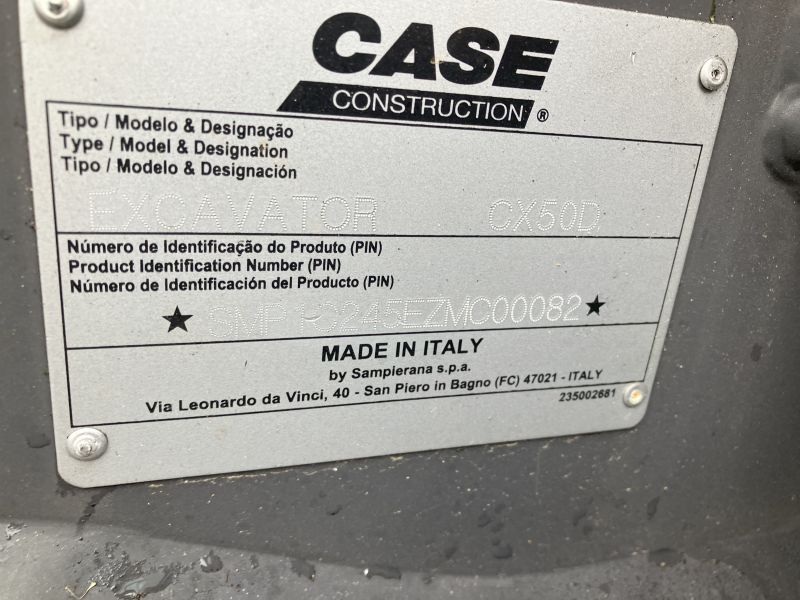 CASE
CONSTRUCTION ®
Tipo / Modelo & Designação
Type / Model & Designation
Tipo / Modelo & Designación
EXCAVATOR CX50D
Número de Identificação do Produto (PIN)
Product Identification Number (PIN)
Número de Identificación del Producto (PIN)
MADE IN ITALY
by Sampierana s.p.a.
Via Leonardo da Vinci, 40 - San Piero in Bagno (FC) 47021 - ITALY
235002681